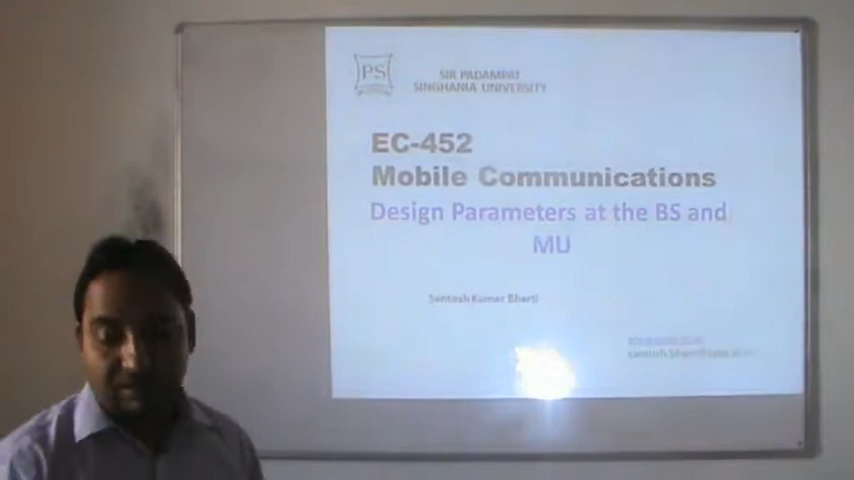 PS
SIR PADAMPAT
SINGHANIA UNIVERSITY
EC-452
Mobile Communications
Design Parameters at the BS and
MU
Santosh Kumar Bharti